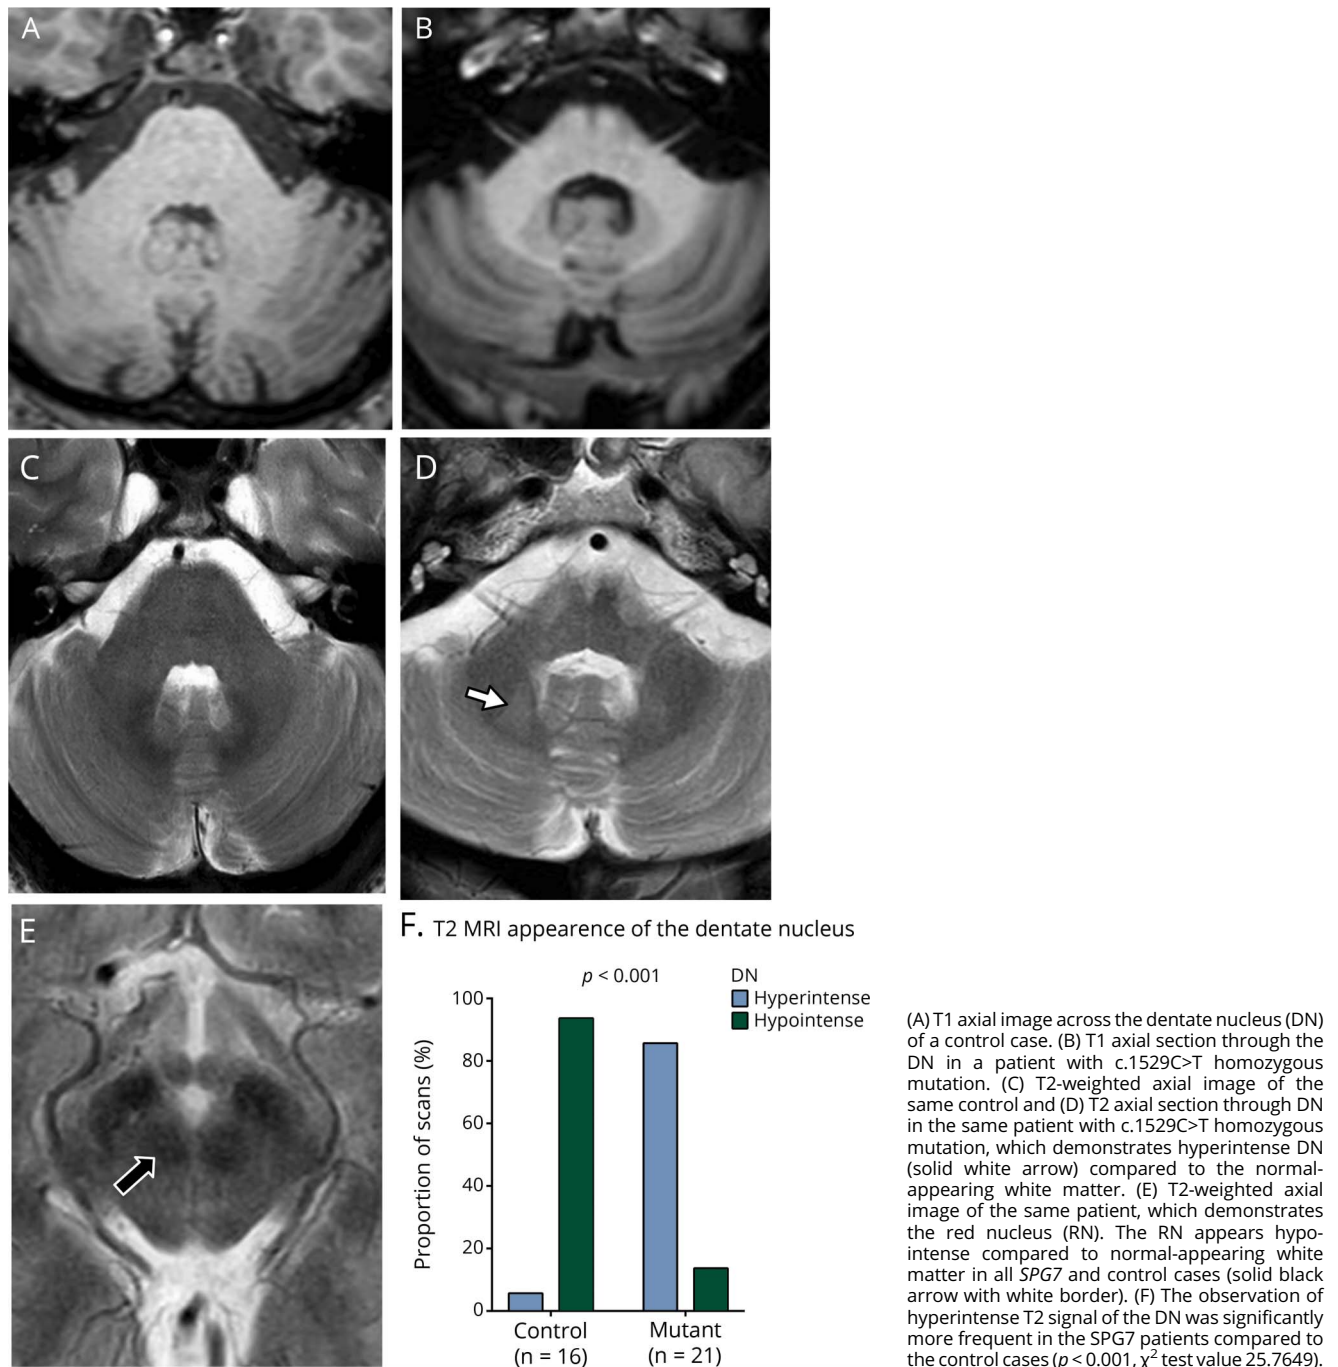 A
B
C
D
E
F. T2 MRI appearence of the dentate nucleus
p < 0.001
DN
Hyperintense
Hypointense
Proportion of scans (%)
100
80
60
40
20
0
Control
(n = 16)
Mutant
(n = 21)
(A) T1 axial image across the dentate nucleus (DN)
of a control case. (B) T1 axial section through the
DN in a patient with c.1529C>T homozygous
mutation. (C) T2-weighted axial image of the
same control and (D) T2 axial section through DN
in the same patient with c.1529C>T homozygous
mutation, which demonstrates hyperintense DN
(solid white arrow) compared to the normal-
appearing white matter. (E) T2-weighted axial
image of the same patient, which demonstrates
the red nucleus (RN). The RN appears hypo-
intense compared to normal-appearing white
matter in all SPG7 and control cases (solid black
arrow with white border). (F) The observation of
hyperintense T2 signal of the DN was significantly
more frequent in the SPG7 patients compared to
the control cases (p < 0.001, χ² test value 25.7649).